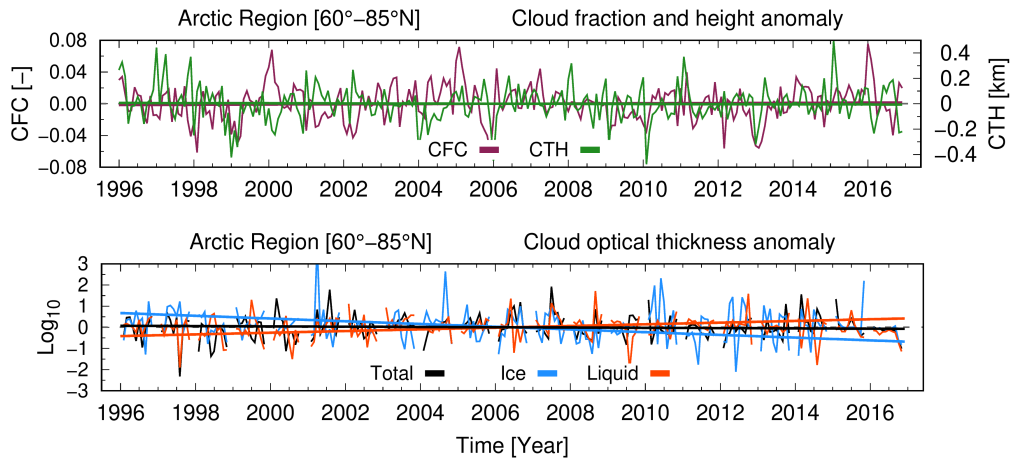 Arctic Region [60°−85°N] Cloud fraction and height anomaly
CFC [−]
0.08
0.04
0.00
−0.04
−0.08
0.4
0.2
0
−0.2
−0.4
CTH [km]
CFC CTH
1996 1998 2000 2002 2004 2006 2008 2010 2012 2014 2016
Arctic Region [60°−85°N] Cloud optical thickness anomaly
Log10
3
2
1
0
−1
−2
−3
Total Ice Liquid
1996 1998 2000 2002 2004 2006 2008 2010 2012 2014 2016
Time [Year]